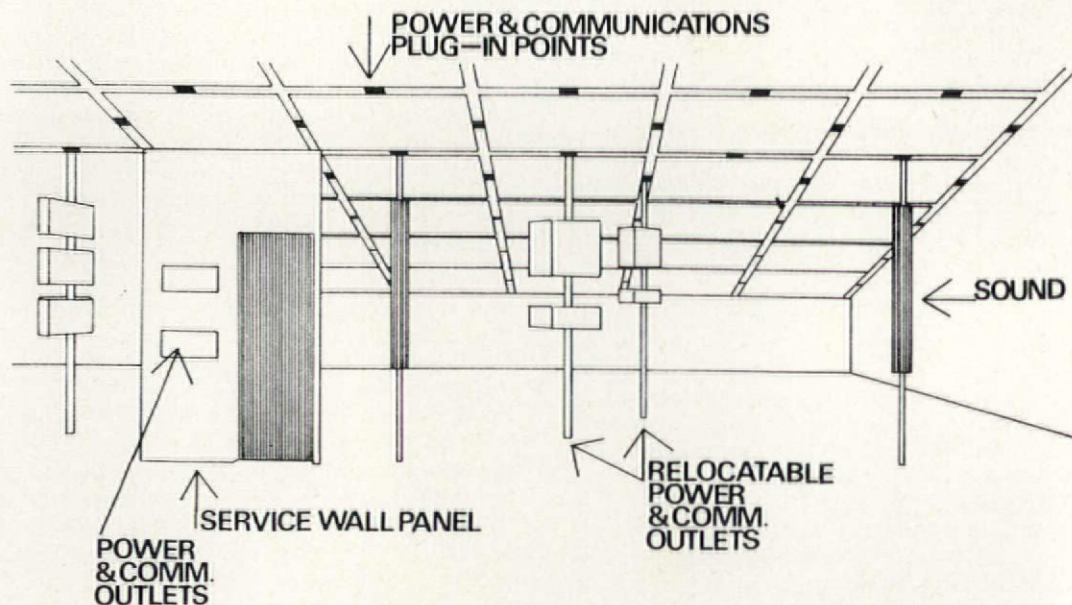 POWER & COMMUNICATIONS
PLUG-IN POINTS
SOUND
RELOCATABLE
POWER
& COMM.
OUTLETS
SERVICE WALL PANEL
POWER
& COMM.
OUTLETS